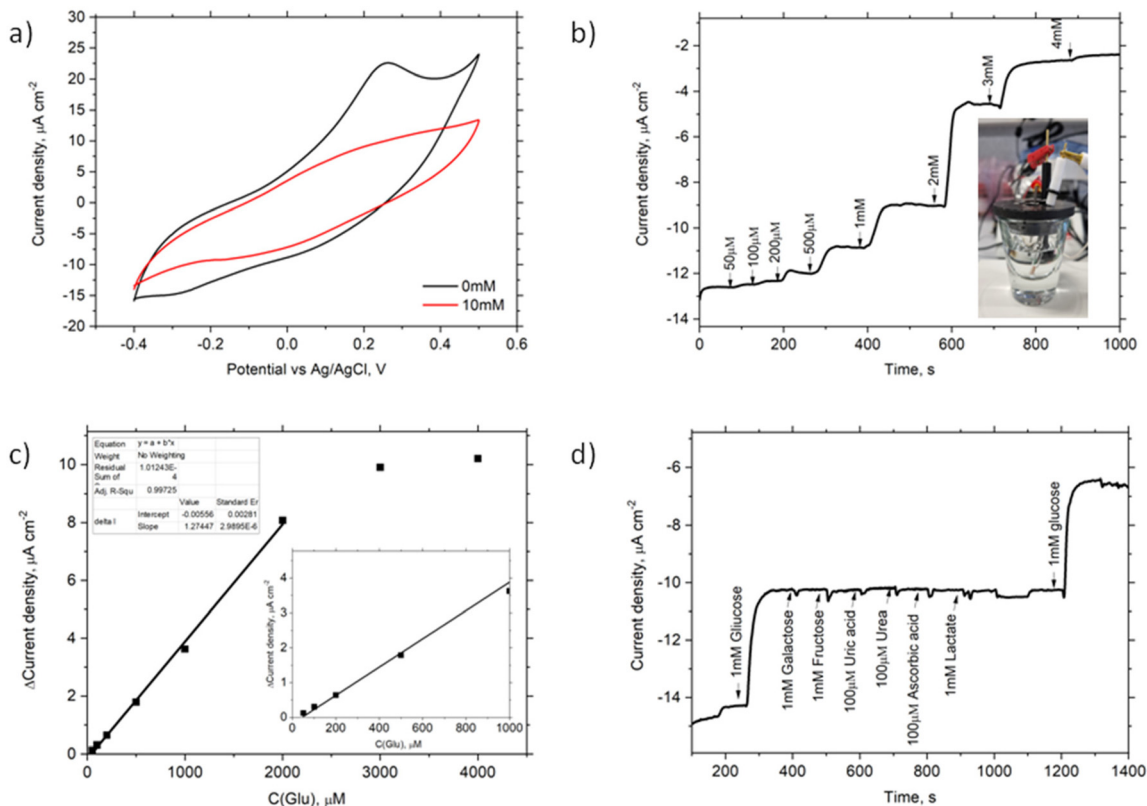 a)
25
20
15
10
5
0
-5
-10
-15
-20
Current density, μA cm⁻²
-0.4
-0.2
0.0
0.2
0.4
0.6
Potential vs Ag/AgCl, V
0mM
10mM
b)
-2
-4
-6
-8
-10
-12
-14
Current density, μA cm⁻²
50μM
100μM
200μM
500μM
1mM
2mM
3mM
4mM
0
200
400
600
800
1000
Time, s
c)
10
8
6
4
2
0
ΔCurrent density, μA cm⁻²
Equation y = a + b*x
Weight No Weighting
Residual 1.01243E-
Sum of 4
Adj. R-Squ 0.99725
Value Standard Er
delta I Intercept -0.00556 0.00281
Slope 1.27447 2.9895E-6
4
3
2
1
0
ΔCurrent density, μA cm⁻²
0
200
400
600
800
1000
C(Glu), μM
0
1000
2000
3000
4000
C(Glu), μM
d)
-6
-8
-10
-12
-14
Current density, μA cm⁻²
1mM Gliucose
1mM Galactose
1mM Fructose
100μM Uric acid
100μM Urea
100μM Ascorbic acid
1mM Lactate
1mM glucose
200
400
600
800
1000
1200
1400
Time, s